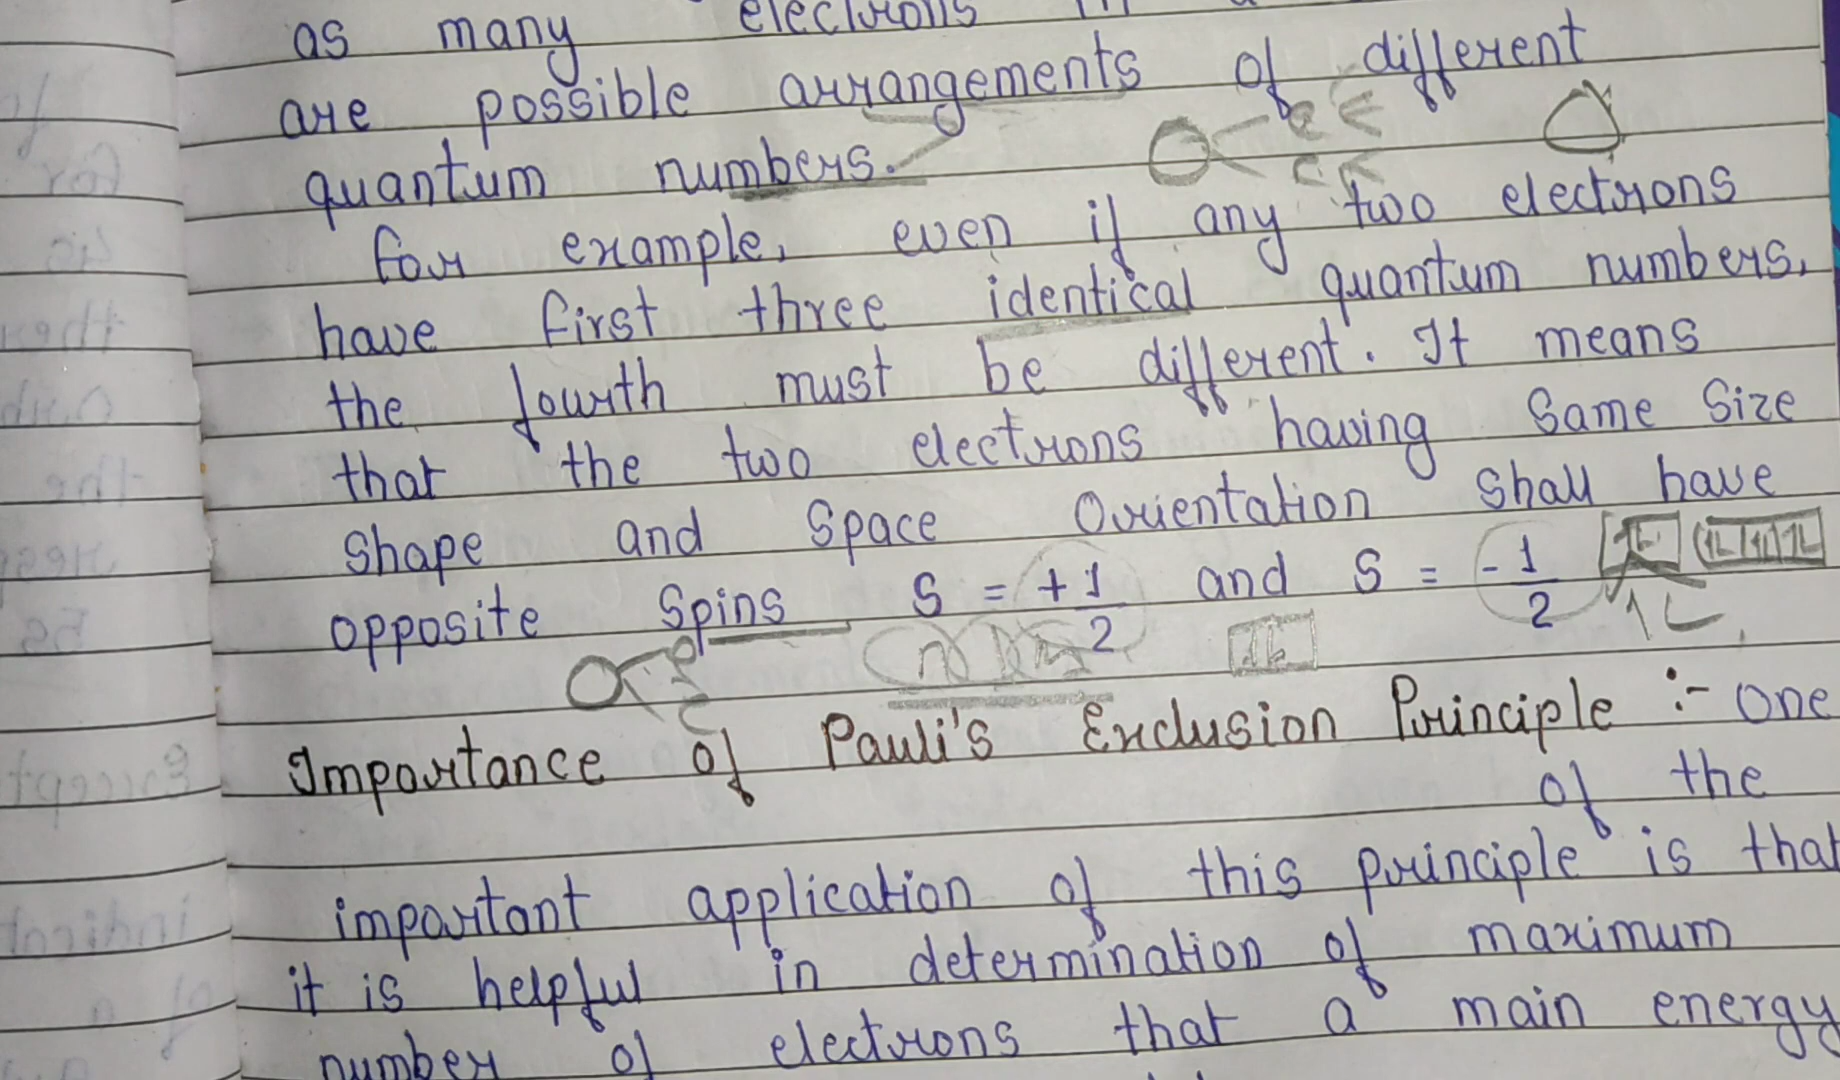 as many electrons
are possible arrangements of different
quantum numbers.
for example, even if any two electrons
have first three identical quantum numbers,
the fourth must be different. It means
that the two electrons having Same Size
Shape and Space Orientation Shall have
opposite Spins S = +1/2 and S = -1/2
Importance of Pauli's Exclusion Principle :- One
of the
important application of this principle is that
it is helpful in determination of maximum
number of electrons that a main energy